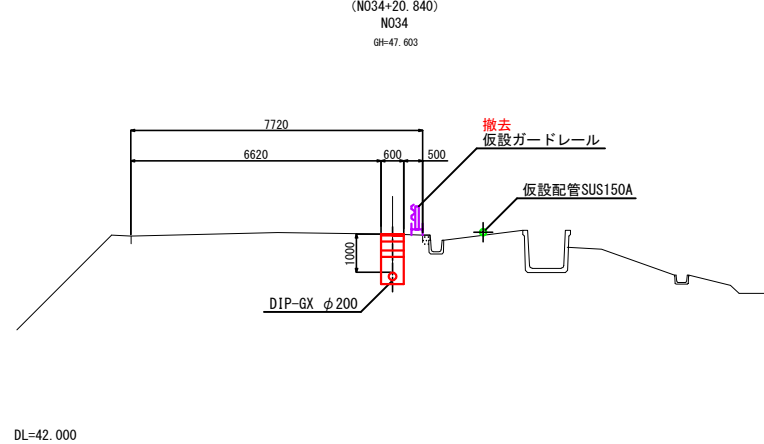 (NO34+20.840)
NO34
GH=47.603
7720
撤去
仮設ガードレール
6620
600
500
仮設配管SUS150A
1000
DIP-GX φ200
DL=42.000